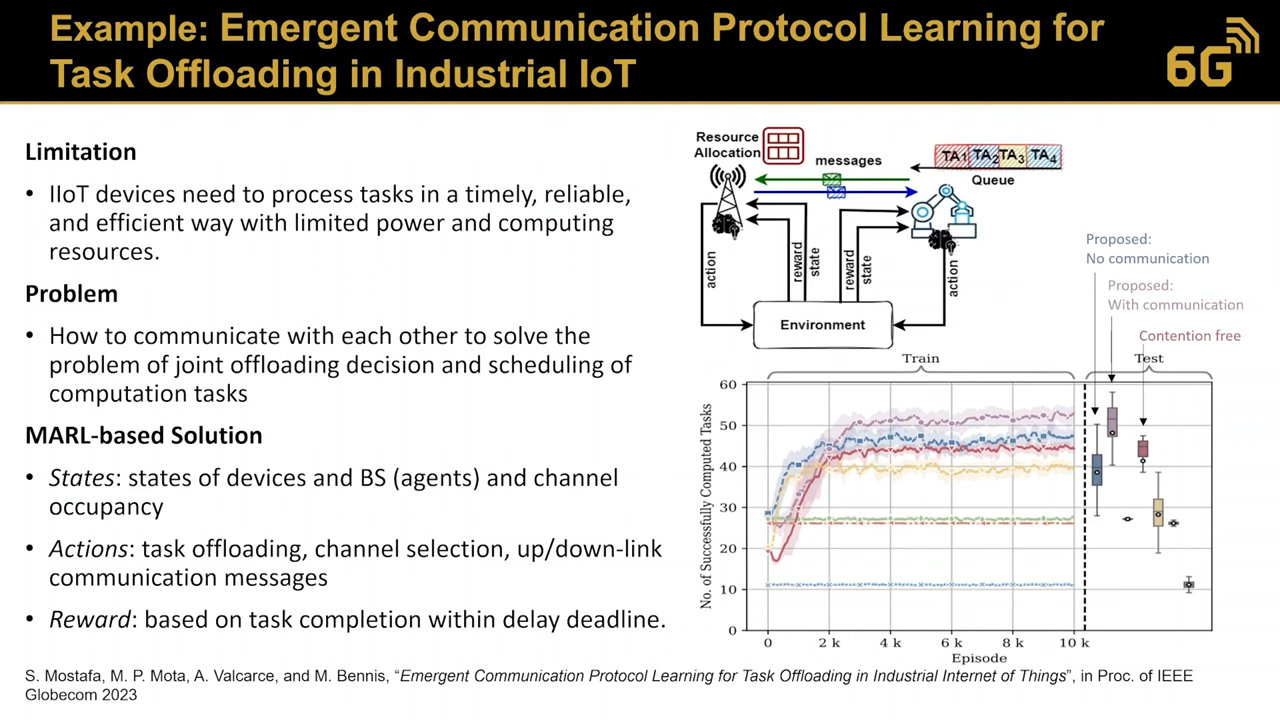 Example: Emergent Communication Protocol Learning for
Task Offloading in Industrial IoT
6G
Limitation
• IIoT devices need to process tasks in a timely, reliable,
and efficient way with limited power and computing
resources.
Problem
• How to communicate with each other to solve the
problem of joint offloading decision and scheduling of
computation tasks
MARL-based Solution
• States: states of devices and BS (agents) and channel
occupancy
• Actions: task offloading, channel selection, up/down-link
communication messages
• Reward: based on task completion within delay deadline.
Resource
Allocation
messages
TA1 TA2 TA3 TA4
Queue
action
reward
state
reward
state
action
Environment
Proposed:
No communication
Proposed:
With communication
Contention free
Train
Test
No. of Successfully Computed Tasks
60
50
40
30
20
10
0
0 2 k 4 k 6 k 8 k 10 k
Episode
S. Mostafa, M. P. Mota, A. Valcarce, and M. Bennis, “Emergent Communication Protocol Learning for Task Offloading in Industrial Internet of Things”, in Proc. of IEEE
Globecom 2023